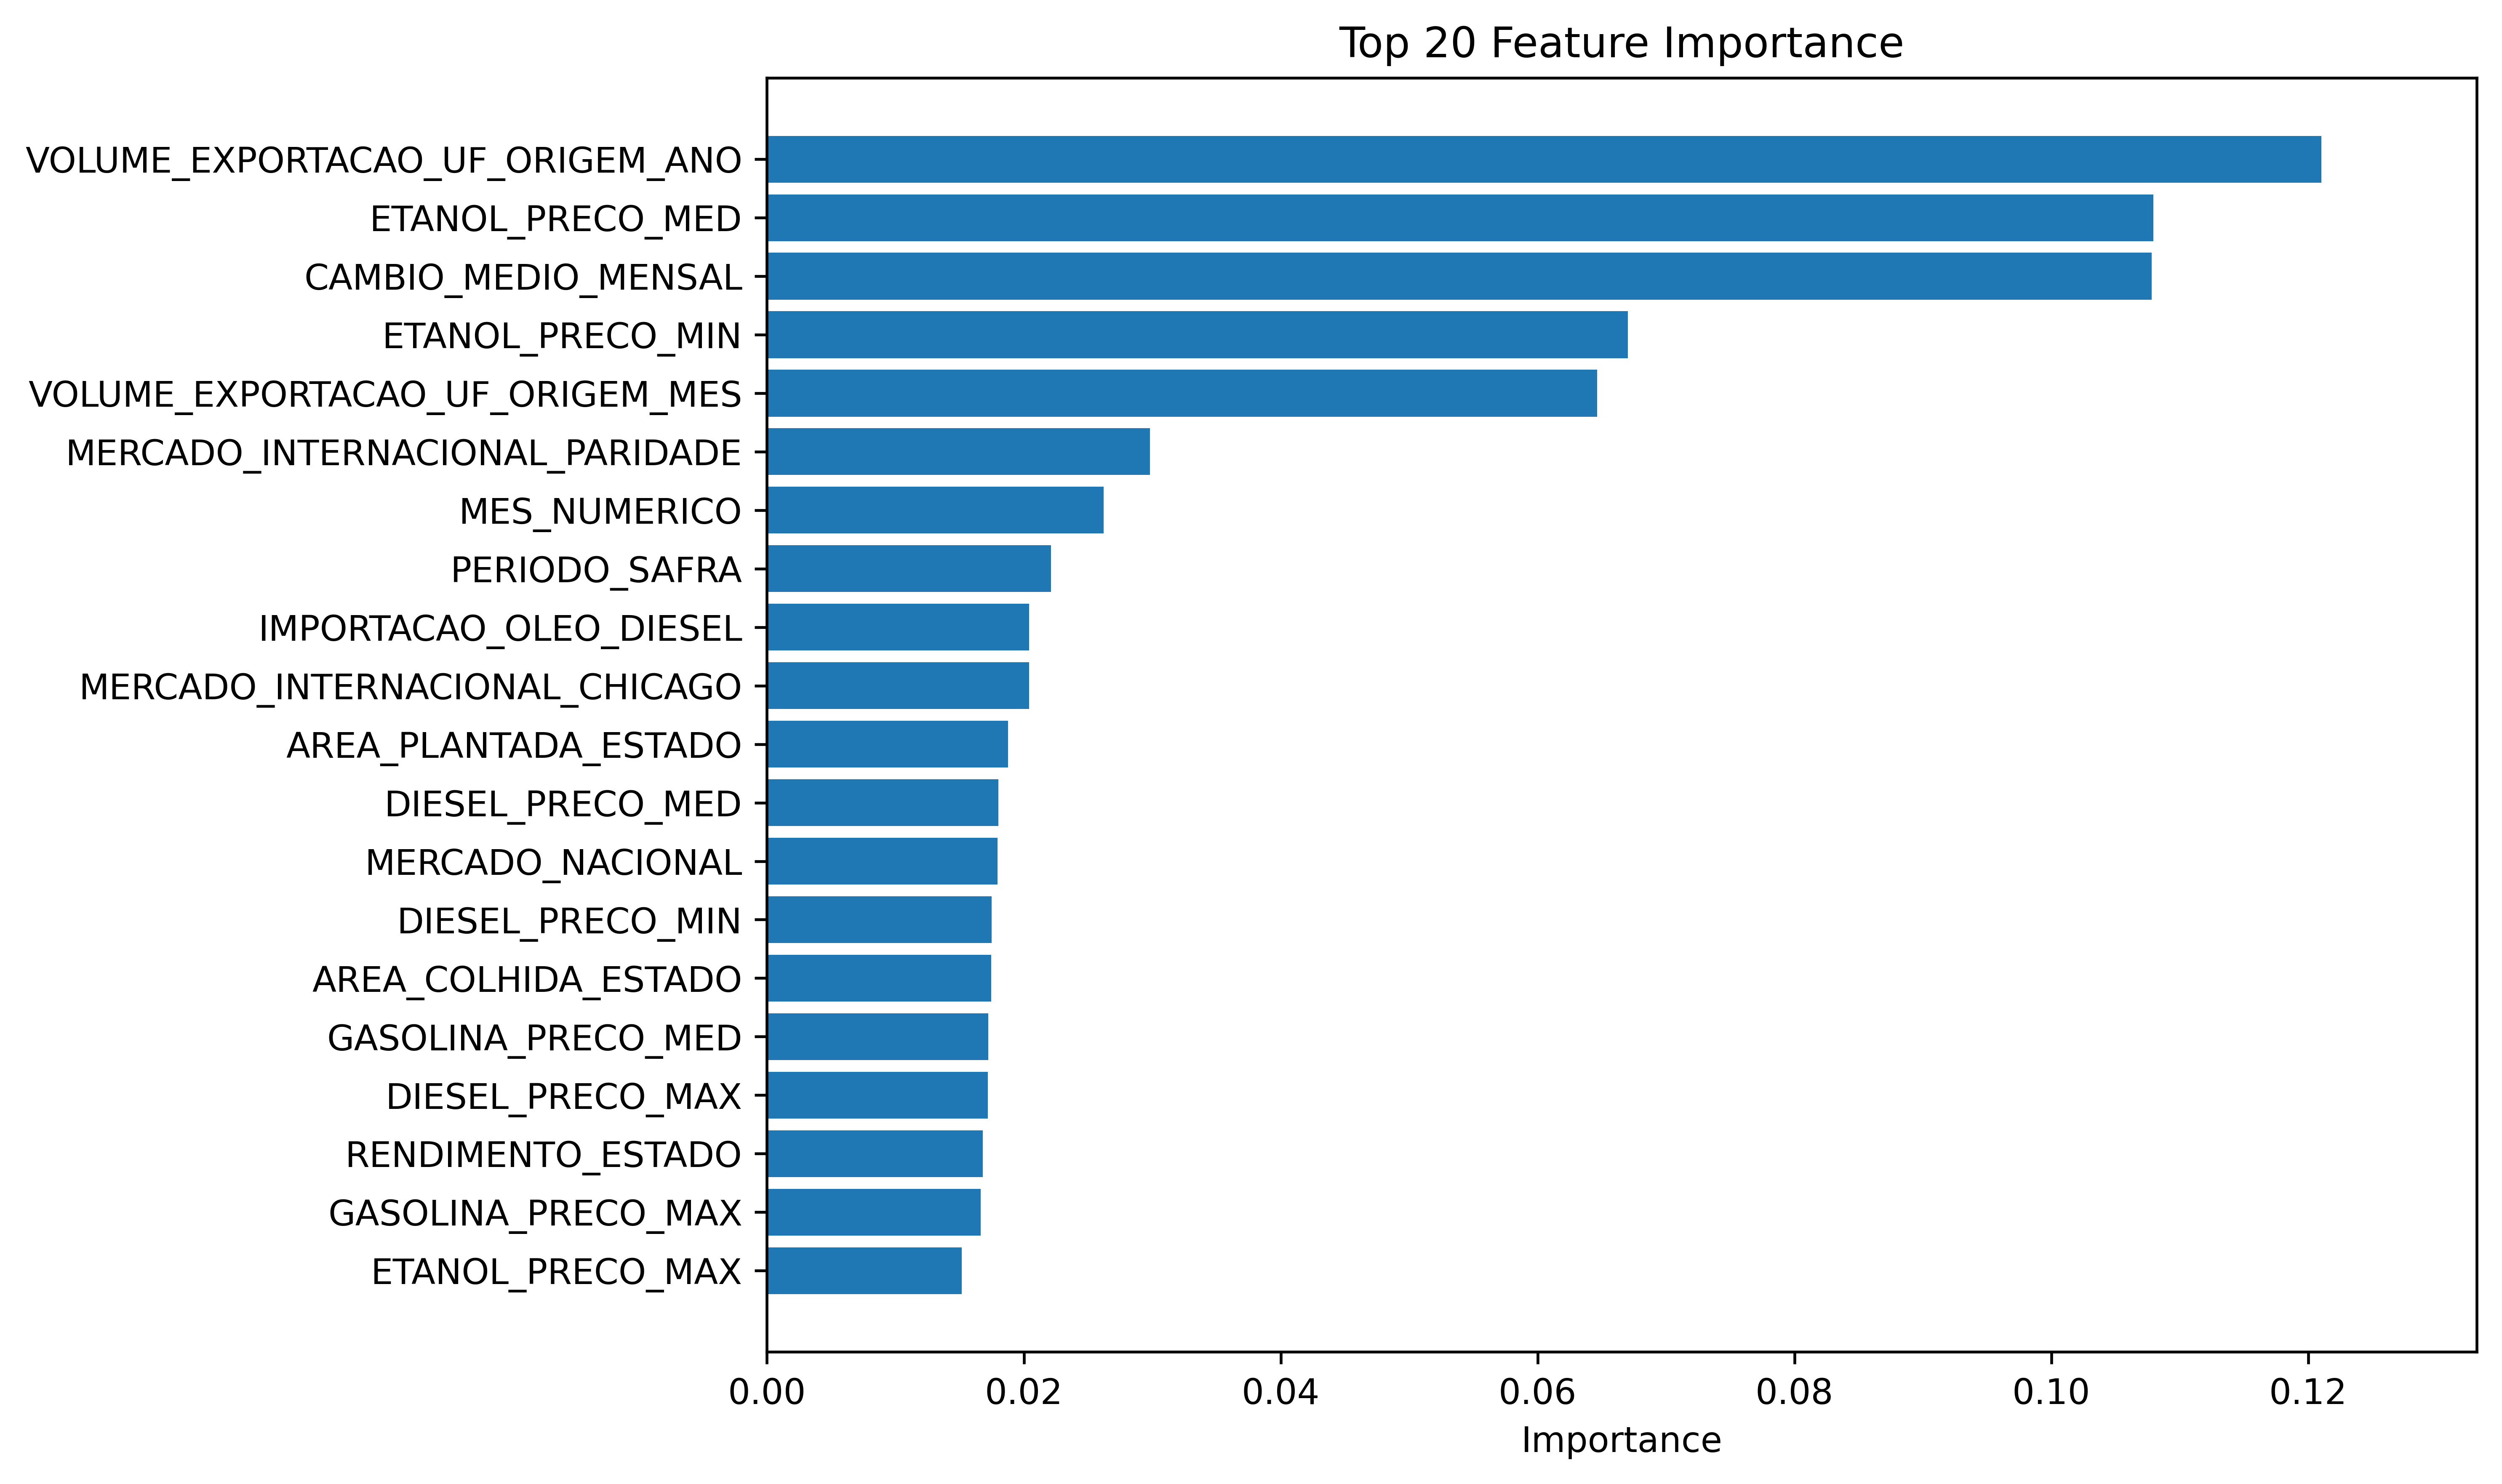 Top 20 Feature Importance
VOLUME_EXPORTACAO_UF_ORIGEM_ANO
ETANOL_PRECO_MED
CAMBIO_MEDIO_MENSAL
ETANOL_PRECO_MIN
VOLUME_EXPORTACAO_UF_ORIGEM_MES
MERCADO_INTERNACIONAL_PARIDADE
MES_NUMERICO
PERIODO_SAFRA
IMPORTACAO_OLEO_DIESEL
MERCADO_INTERNACIONAL_CHICAGO
AREA_PLANTADA_ESTADO
DIESEL_PRECO_MED
MERCADO_NACIONAL
DIESEL_PRECO_MIN
AREA_COLHIDA_ESTADO
GASOLINA_PRECO_MED
DIESEL_PRECO_MAX
RENDIMENTO_ESTADO
GASOLINA_PRECO_MAX
ETANOL_PRECO_MAX
0.00 0.02 0.04 0.06 0.08 0.10 0.12
Importance